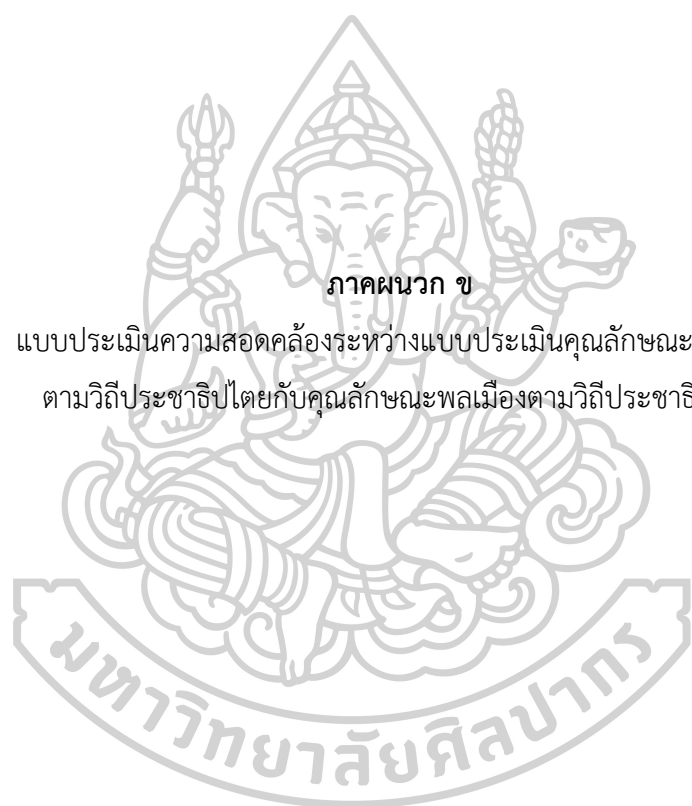 ภาคผนวก ข
แบบประเมินความสอดคล้องระหว่างแบบประเมินคุณลักษณะ
ตามวิถีประชาธิปไตยกับคุณลักษณะพลเมืองตามวิถีประชาธิ
มหาวิทยาลัยศิลปากร